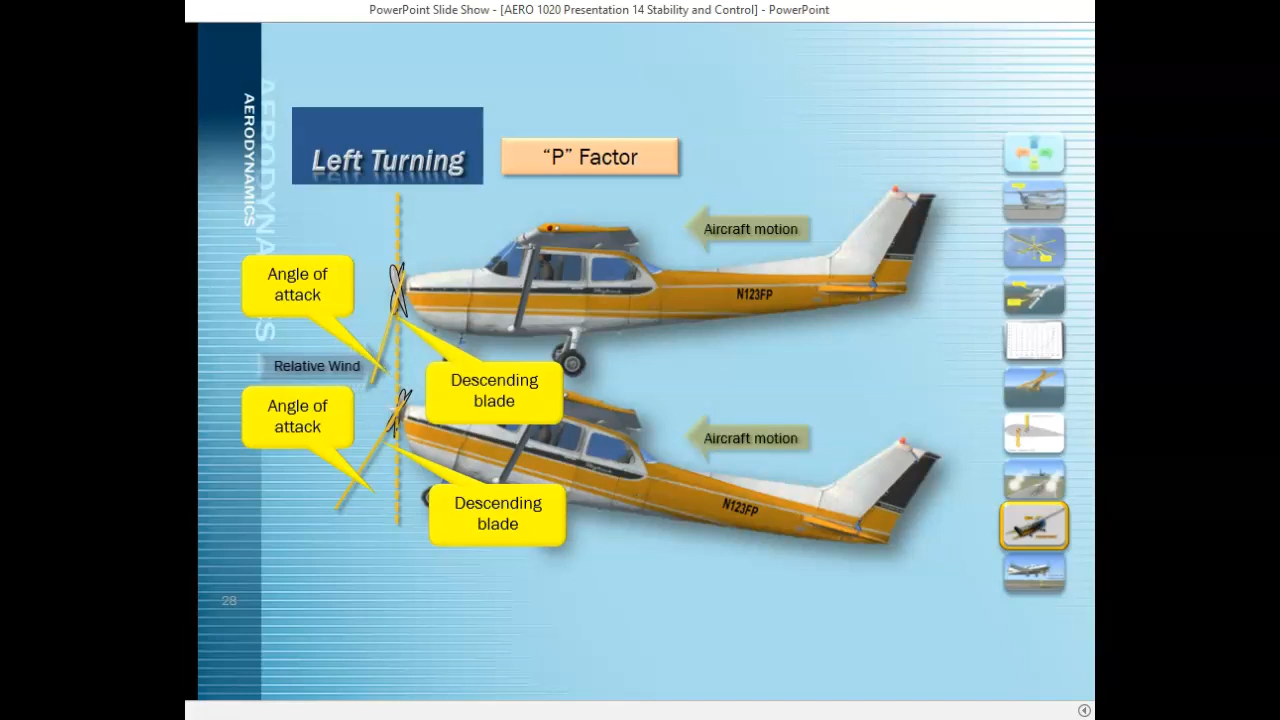 PowerPoint Slide Show - [AERO 1020 Presentation 14 Stability and Control] - PowerPoint
AERODYNAMICS
AERODYNAMICS
Left Turning
“P” Factor
Aircraft motion
Angle of
attack
N123FP
Relative Wind
Descending
blade
Angle of
attack
Aircraft motion
Descending
blade
N123FP
28